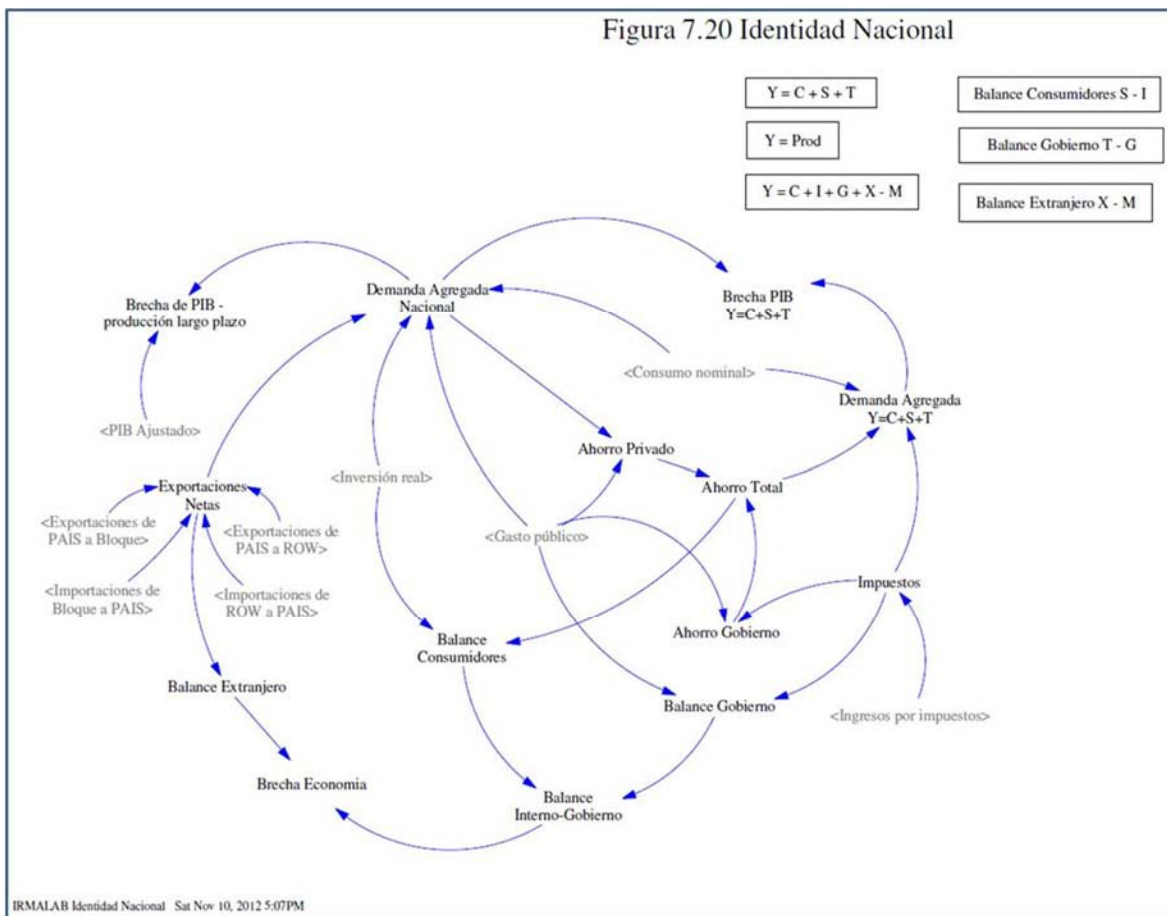 Figura 7.20 Identidad Nacional
Y = C + S + T
Balance Consumidores S - I
Y = Prod
Balance Gobierno T - G
Y = C + I + G + X - M
Balance Extranjero X - M
Brecha de PIB -
producción largo plazo
Demanda Agregada
Nacional
Brecha PIB
Y=C+S+T
<Consumo nominal>
Demanda Agregada
Y=C+S+T
<PIB Ajustado>
Ahorro Privado
Exportaciones
Netas
<Inversión real>
Ahorro Total
<Exportaciones de
PAIS a Bloque>
<Exportaciones de
PAIS a ROW>
<Gasto público>
<Importaciones de
Bloque a PAIS>
<Importaciones de
ROW a PAIS>
Impuestos
Balance
Consumidores
Ahorro Gobierno
Balance Extranjero
Balance Gobierno
<Ingresos por impuestos>
Brecha Economia
Balance
Interno-Gobierno
IRMALAB Identidad Nacional Sat Nov 10, 2012 5:07PM